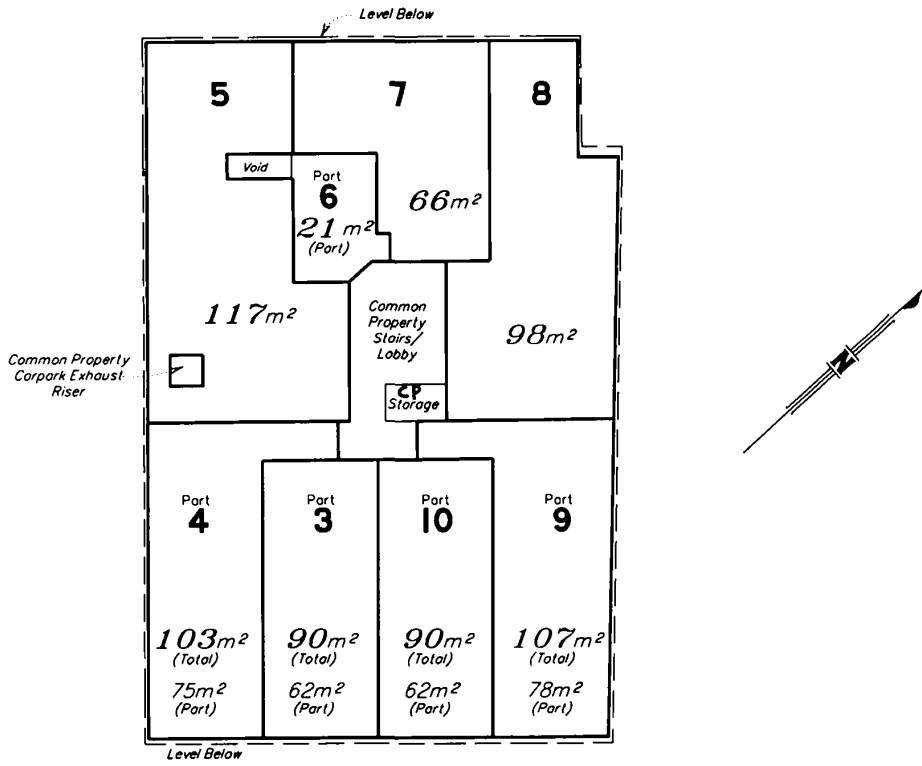 Level Below
5
7
8
Void
Part
6
21 m²
(Part)
66m²
117m²
Common
Property
Stairs/
Lobby
98m²
Common Property
Carpark Exhaust
Riser
CP
Storage
N
Part
4
Part
3
Part
10
Part
9
103m²
(Total)
75m²
(Part)
90m²
(Total)
62m²
(Part)
90m²
(Total)
62m²
(Part)
107m²
(Total)
78m²
(Part)
Level Below